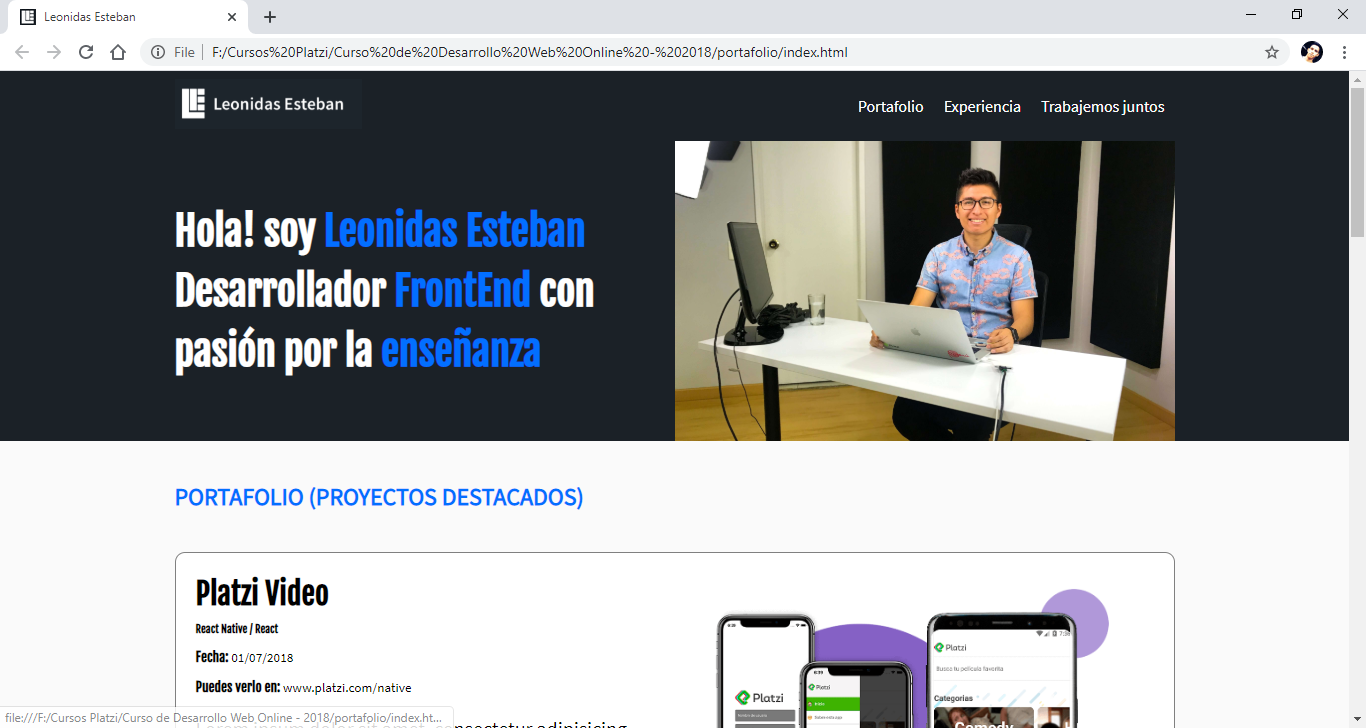 Leonidas Esteban
File
F:/Cursos%20Platzi/Curso%20de%20Desarrollo%20Web%20Online%20-%202018/portafolio/index.html
Leonidas Esteban
Portafolio Experiencia Trabajemos juntos
Hola! soy Leonidas Esteban
Desarrollador FrontEnd con
pasión por la enseñanza
PORTAFOLIO (PROYECTOS DESTACADOS)
Platzi Video
React Native / React
Fecha: 01/07/2018
Puedes verlo en: www.platzi.com/native
Platzi
Platzi
Inicio
Platzi
Busca tu película favorita
Categorias
Comedy
file:///F:/Cursos Platzi/Curso de Desarrollo Web Online - 2018/portafolio/index.ht...